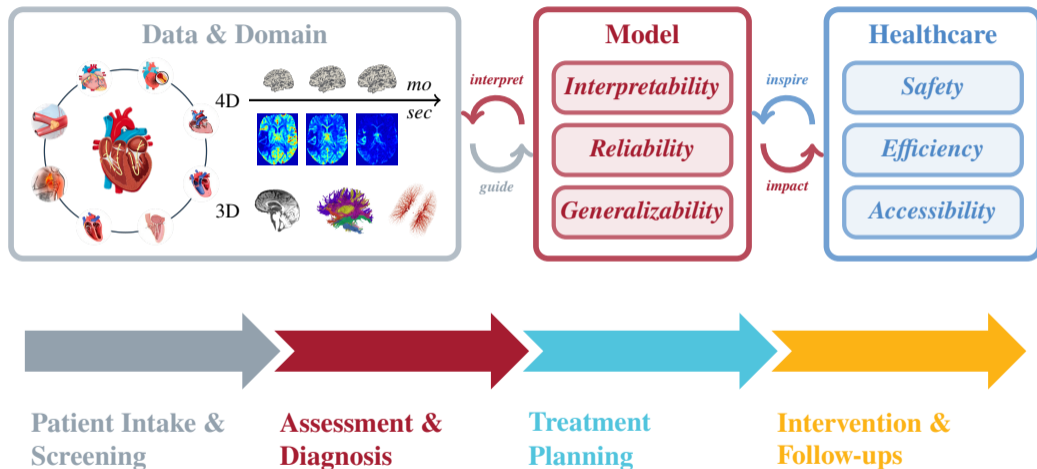 Data & Domain
4D
mo
sec
3D
interpret
guide
Model
Interpretability
Reliability
Generalizability
inspire
impact
Healthcare
Safety
Efficiency
Accessibility
Patient Intake &
Screening
Assessment &
Diagnosis
Treatment
Planning
Intervention &
Follow-ups